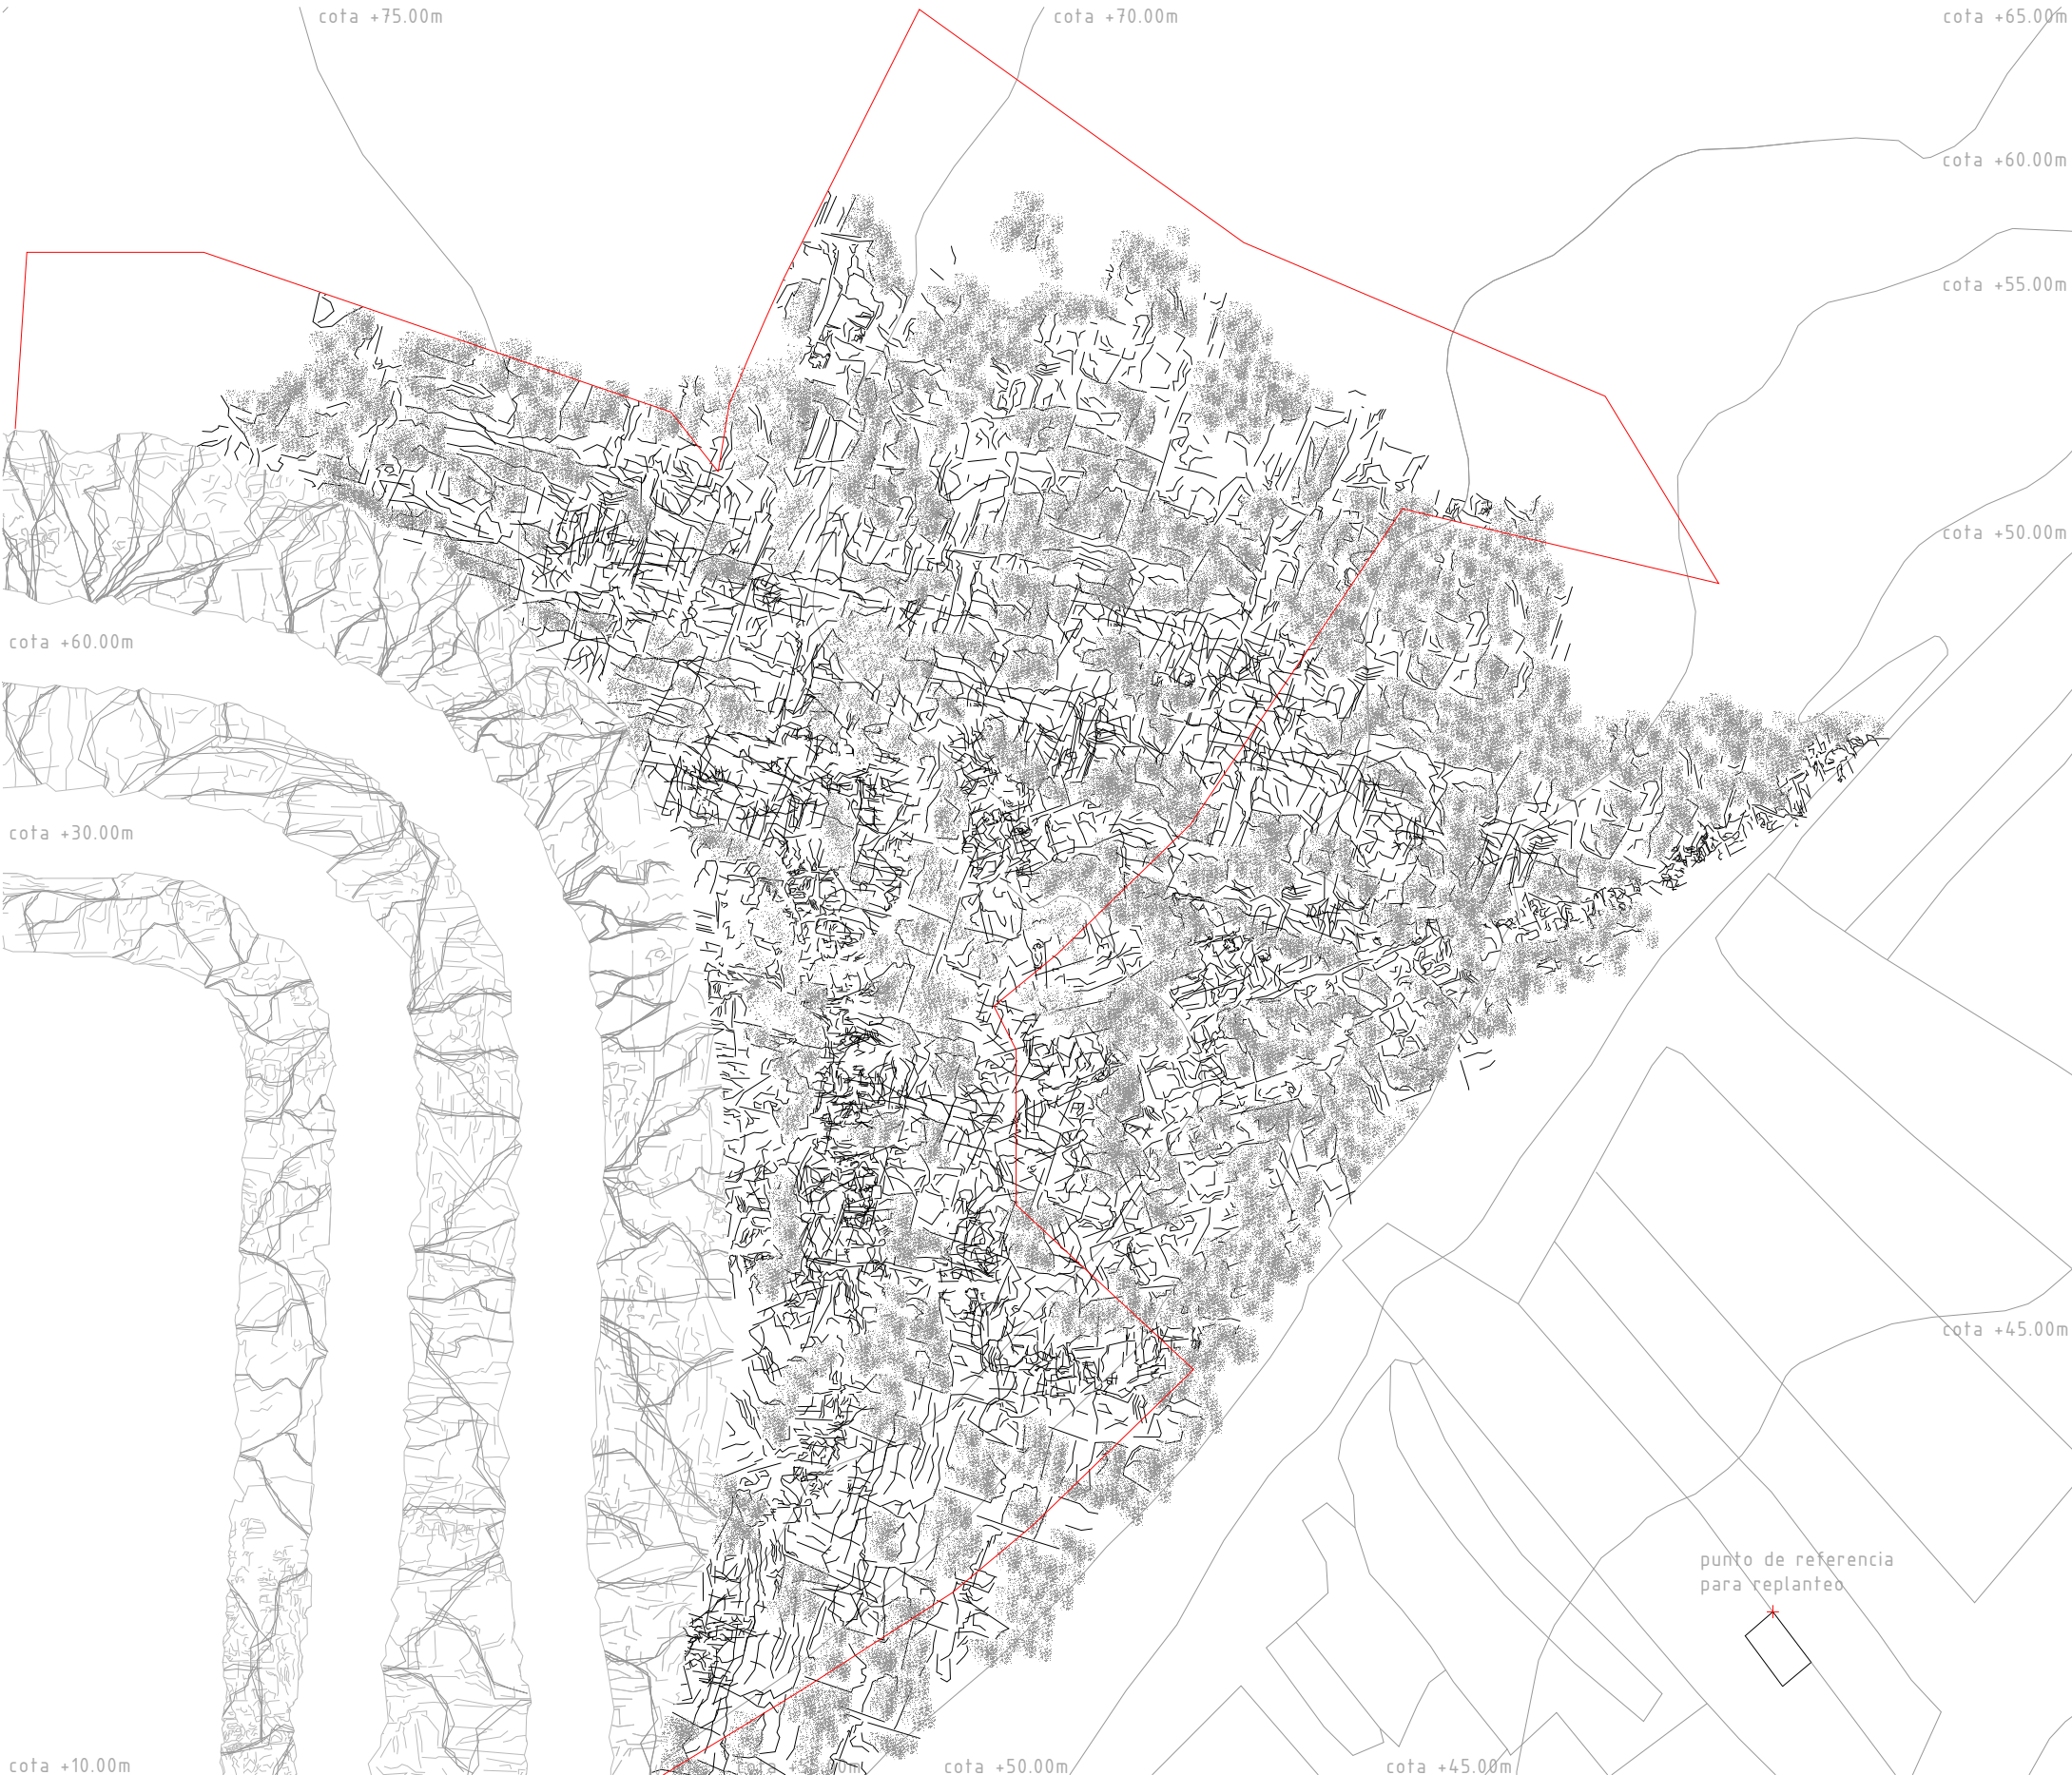 cota +75.00m
cota +70.00m
cota +65.00m
cota +60.00m
cota +55.00m
cota +50.00m
cota +60.00m
cota +30.00m
cota +45.00m
punto de referencia
para replanteo
cota +10.00m
cota
cota +50.00m
cota +45.00m